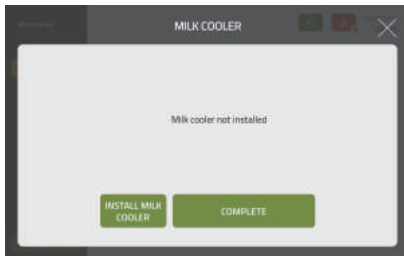 MILK COOLER
Milk cooler not installed
INSTALL MILK
COOLER
COMPLETE